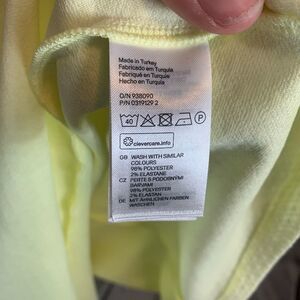 Made in Turkey
Fabricado en Turquía
Fabriqué en Turquie
Hecho en Turquía
O/N 938090
P/N 0319129 2
40 P
clevercare.info
GB WASH WITH SIMILAR
COLOURS
98% POLYESTER
2% ELASTANE
CZ PERTE S PODOBNÝMI
BARVAMI
98% POLYESTER
2% ELASTAN
DE MIT ÄHNLICHEN FARBEN
WASCHEN